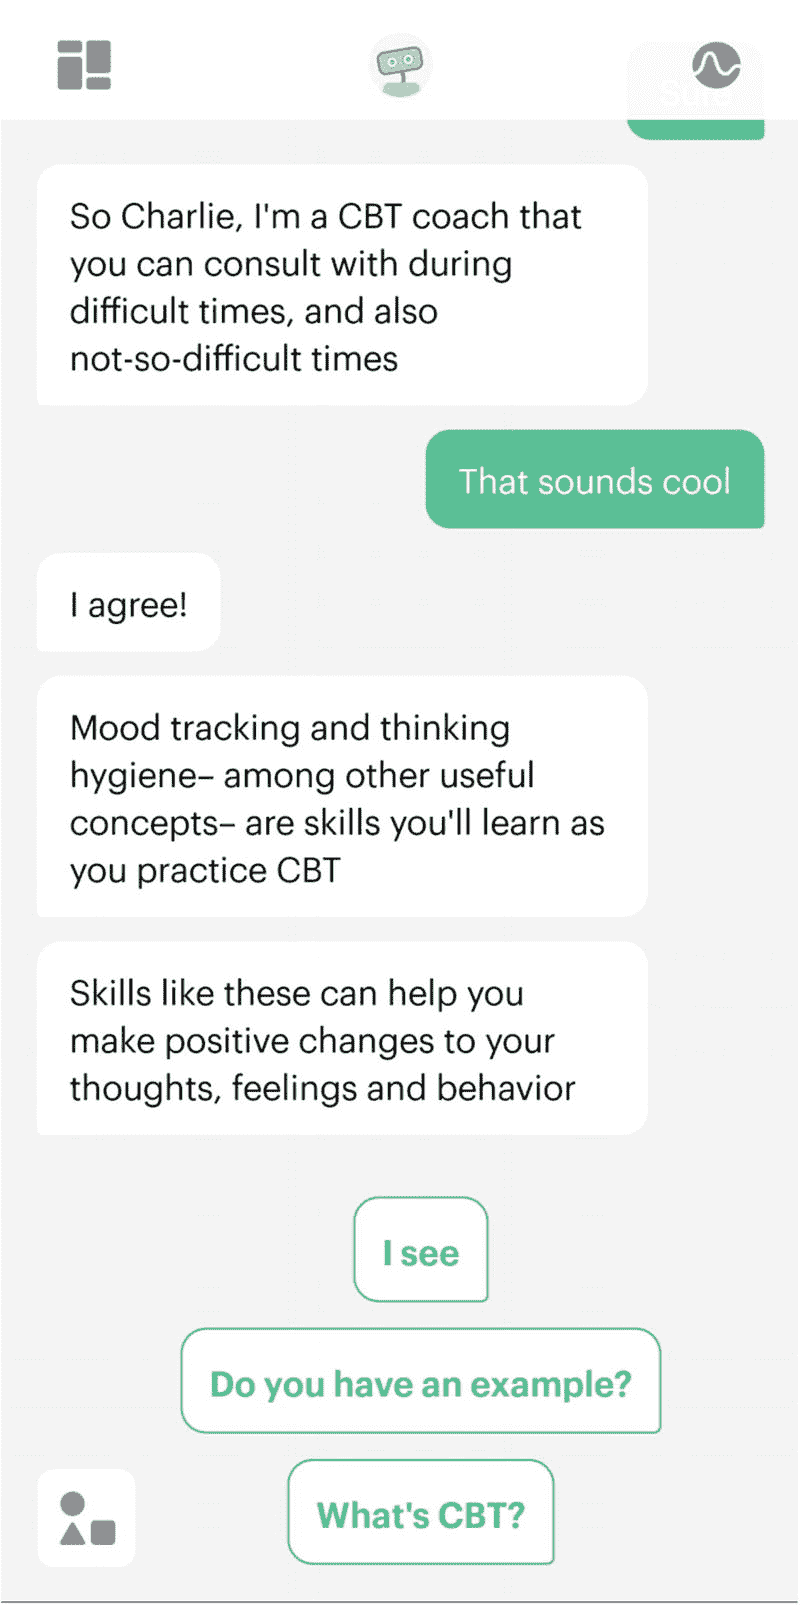 Sure
So Charlie, I'm a CBT coach that
you can consult with during
difficult times, and also
not-so-difficult times
That sounds cool
I agree!
Mood tracking and thinking
hygiene– among other useful
concepts– are skills you'll learn as
you practice CBT
Skills like these can help you
make positive changes to your
thoughts, feelings and behavior
I see
Do you have an example?
What's CBT?